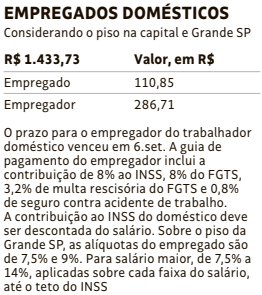 EMPREGADOS DOMÉSTICOS
Considerando o piso na capital e Grande SP
R$ 1.433,73 Valor, em R$
Empregado 110,85
Empregador 286,71
O prazo para o empregador do trabalhador
doméstico venceu em 6.set. A guia de
pagamento do empregador inclui a
contribuição de 8% ao INSS, 8% do FGTS,
3,2% de multa rescisória do FGTS e 0,8%
de seguro contra acidente de trabalho.
A contribuição ao INSS do doméstico deve
ser descontada do salário. Sobre o piso da
Grande SP, as alíquotas do empregado são
de 7,5% e 9%. Para salário maior, de 7,5% a
14%, aplicadas sobre cada faixa do salário,
até o teto do INSS